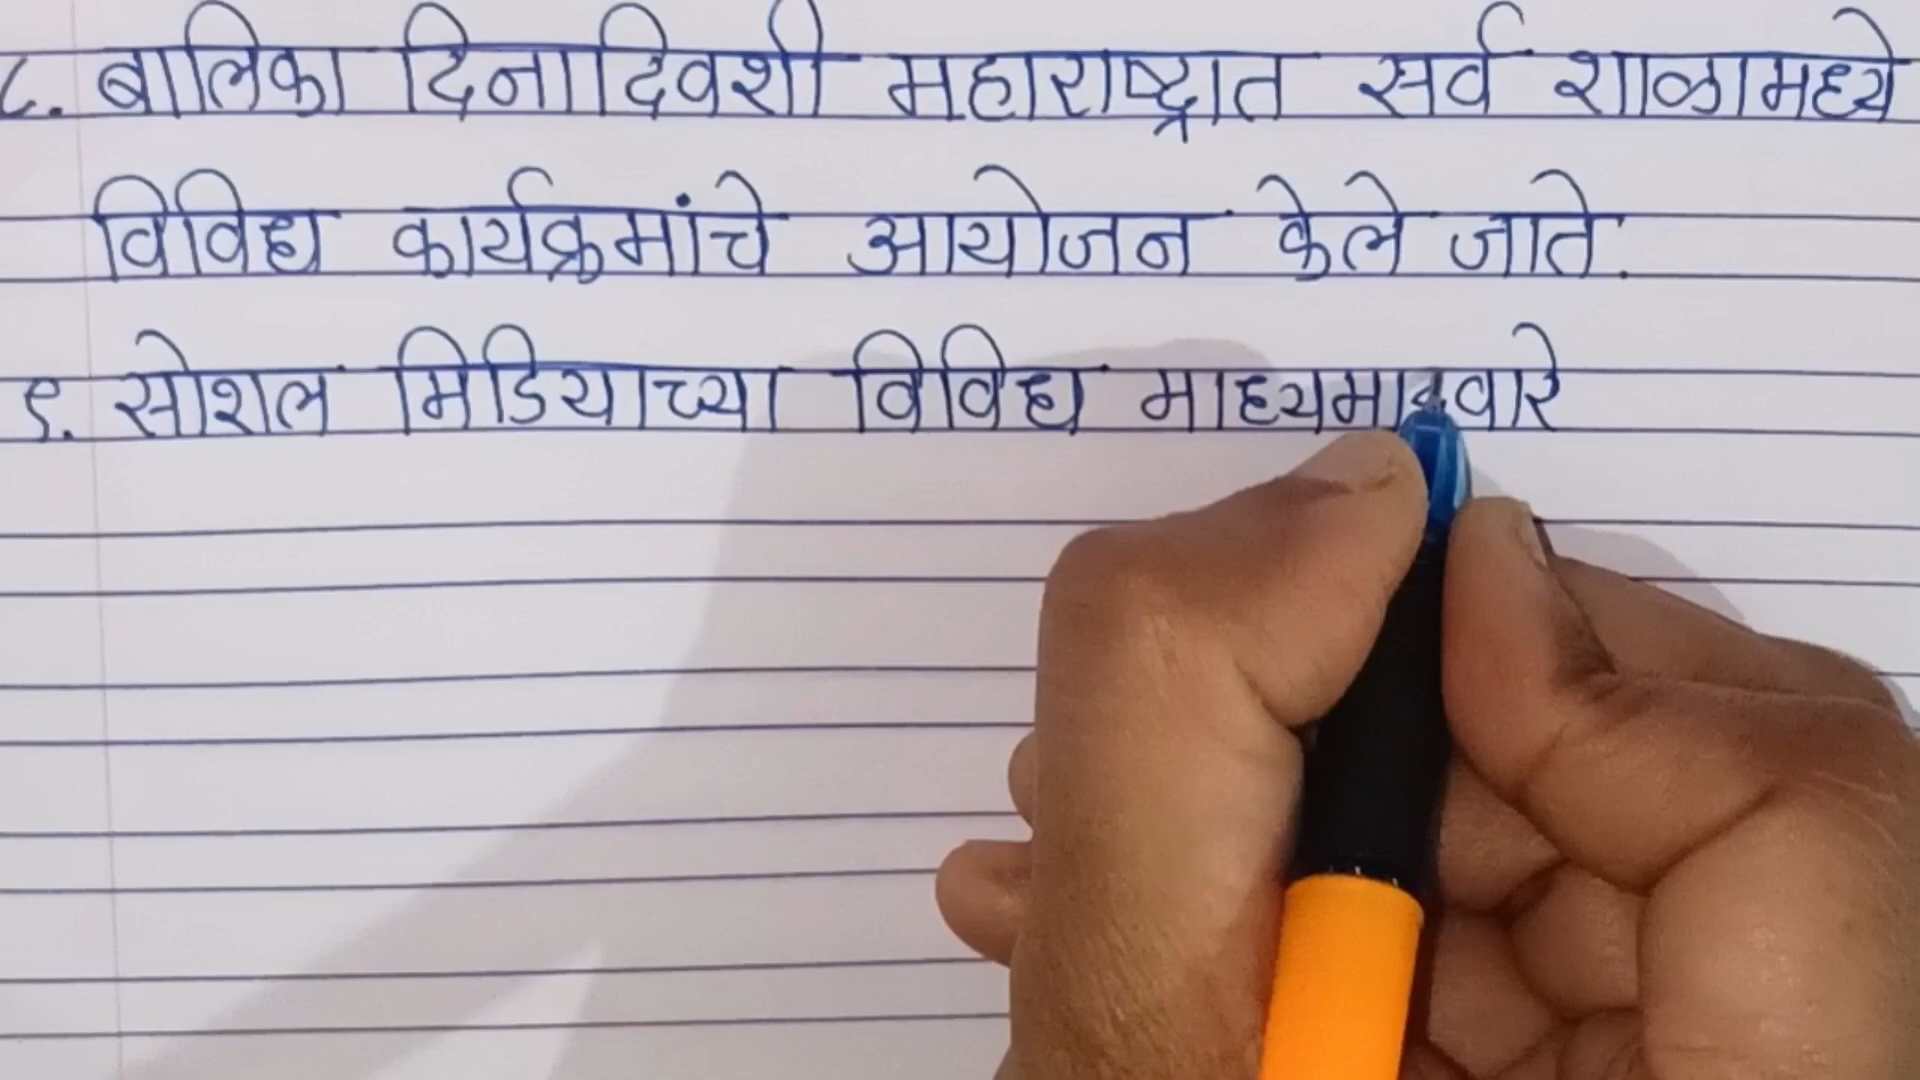 ८. बालिका दिनादिवशी महाराष्ट्रात सर्व शाळामध्ये
विविध कार्यक्रमांचे आयोजन केले जाते.
९. सोशल मिडियाच्या विविध माध्यमाद्वारे